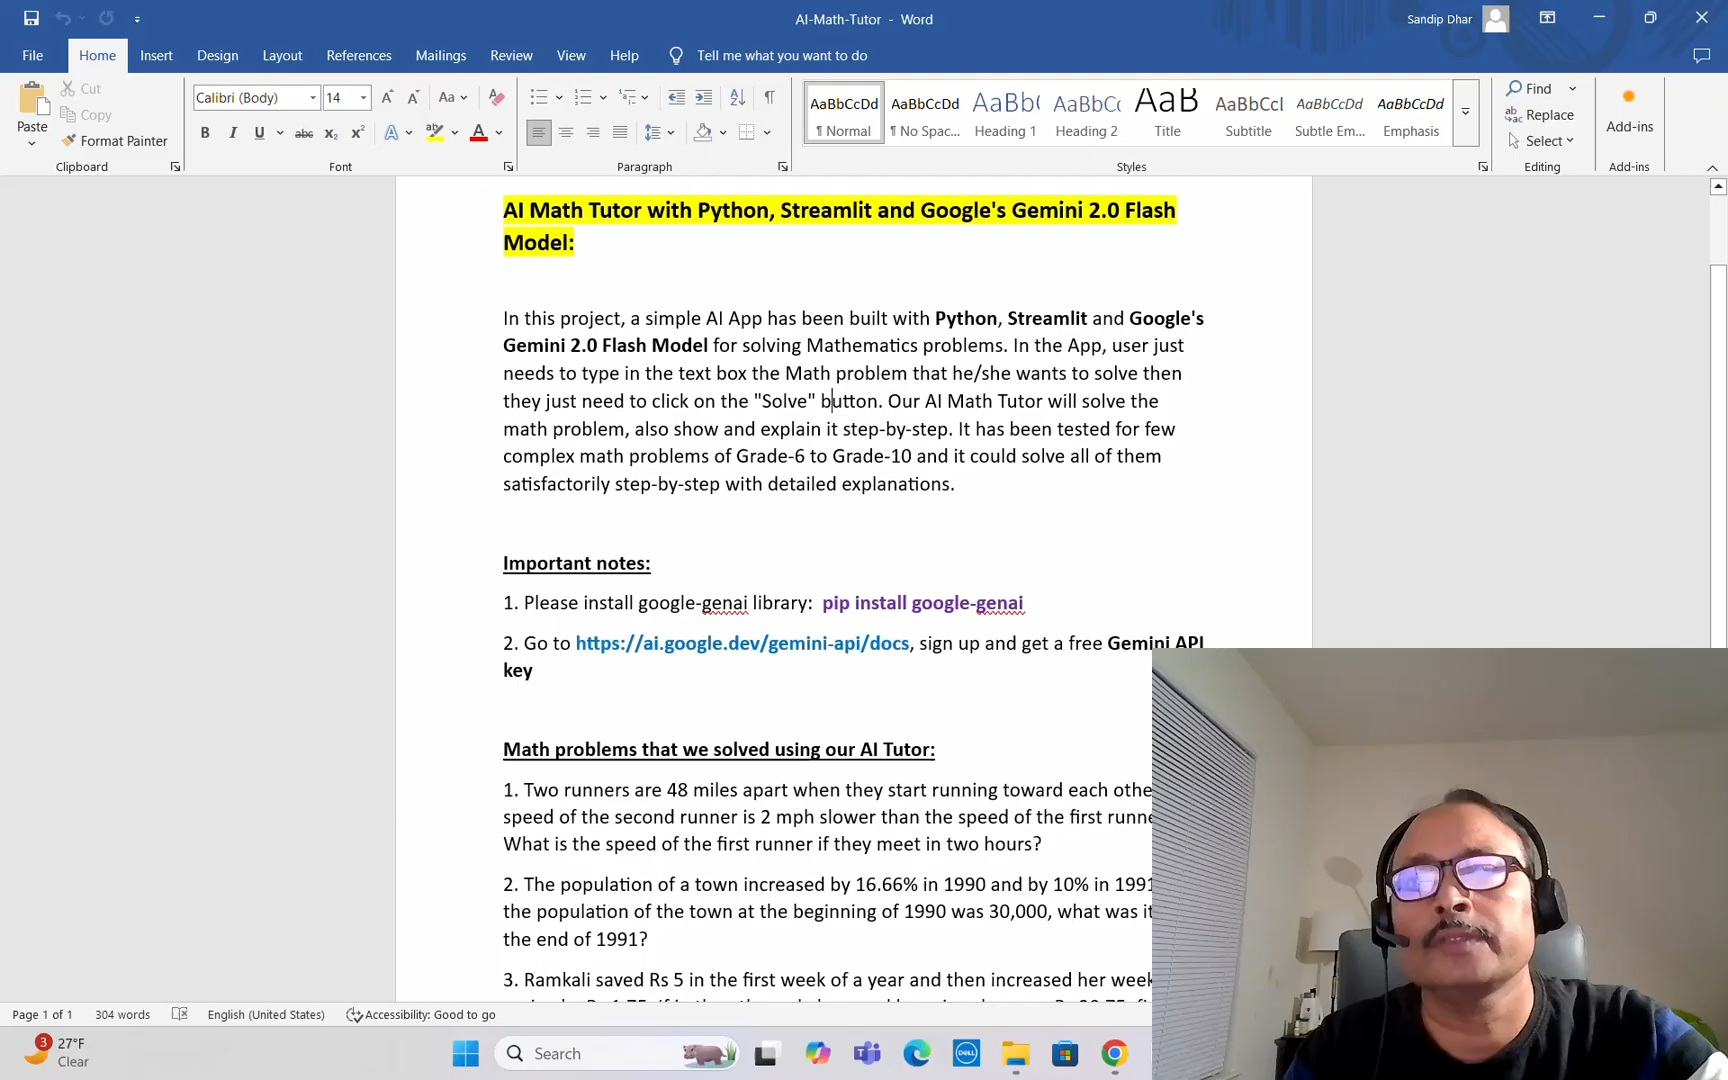 AI-Math-Tutor - Word
Sandip Dhar
File Home Insert Design Layout References Mailings Review View Help Tell me what you want to do
Paste
Cut
Copy
Format Painter
Clipboard
Calibri (Body) 14
Font
Paragraph
AaBbCcDd AaBbCcDd AaBb( AaBbCc AaB AaBbCcl AaBbCcDd AaBbCcDd
¶ Normal ¶ No Spac... Heading 1 Heading 2 Title Subtitle Subtle Em... Emphasis
Styles
Find
Replace
Select
Editing
Add-ins
Add-ins
AI Math Tutor with Python, Streamlit and Google's Gemini 2.0 Flash
Model:
In this project, a simple AI App has been built with Python, Streamlit and Google's
Gemini 2.0 Flash Model for solving Mathematics problems. In the App, user just
needs to type in the text box the Math problem that he/she wants to solve then
they just need to click on the "Solve" button. Our AI Math Tutor will solve the
math problem, also show and explain it step-by-step. It has been tested for few
complex math problems of Grade-6 to Grade-10 and it could solve all of them
satisfactorily step-by-step with detailed explanations.
Important notes:
1. Please install google-genai library: pip install google-genai
2. Go to https://ai.google.dev/gemini-api/docs, sign up and get a free Gemini API
key
Math problems that we solved using our AI Tutor:
1. Two runners are 48 miles apart when they start running toward each othe
speed of the second runner is 2 mph slower than the speed of the first runne
What is the speed of the first runner if they meet in two hours?
2. The population of a town increased by 16.66% in 1990 and by 10% in 1991
the population of the town at the beginning of 1990 was 30,000, what was it
the end of 1991?
3. Ramkali saved Rs 5 in the first week of a year and then increased her week
Page 1 of 1 304 words English (United States) Accessibility: Good to go
3 27°F
Clear
Search
DELL